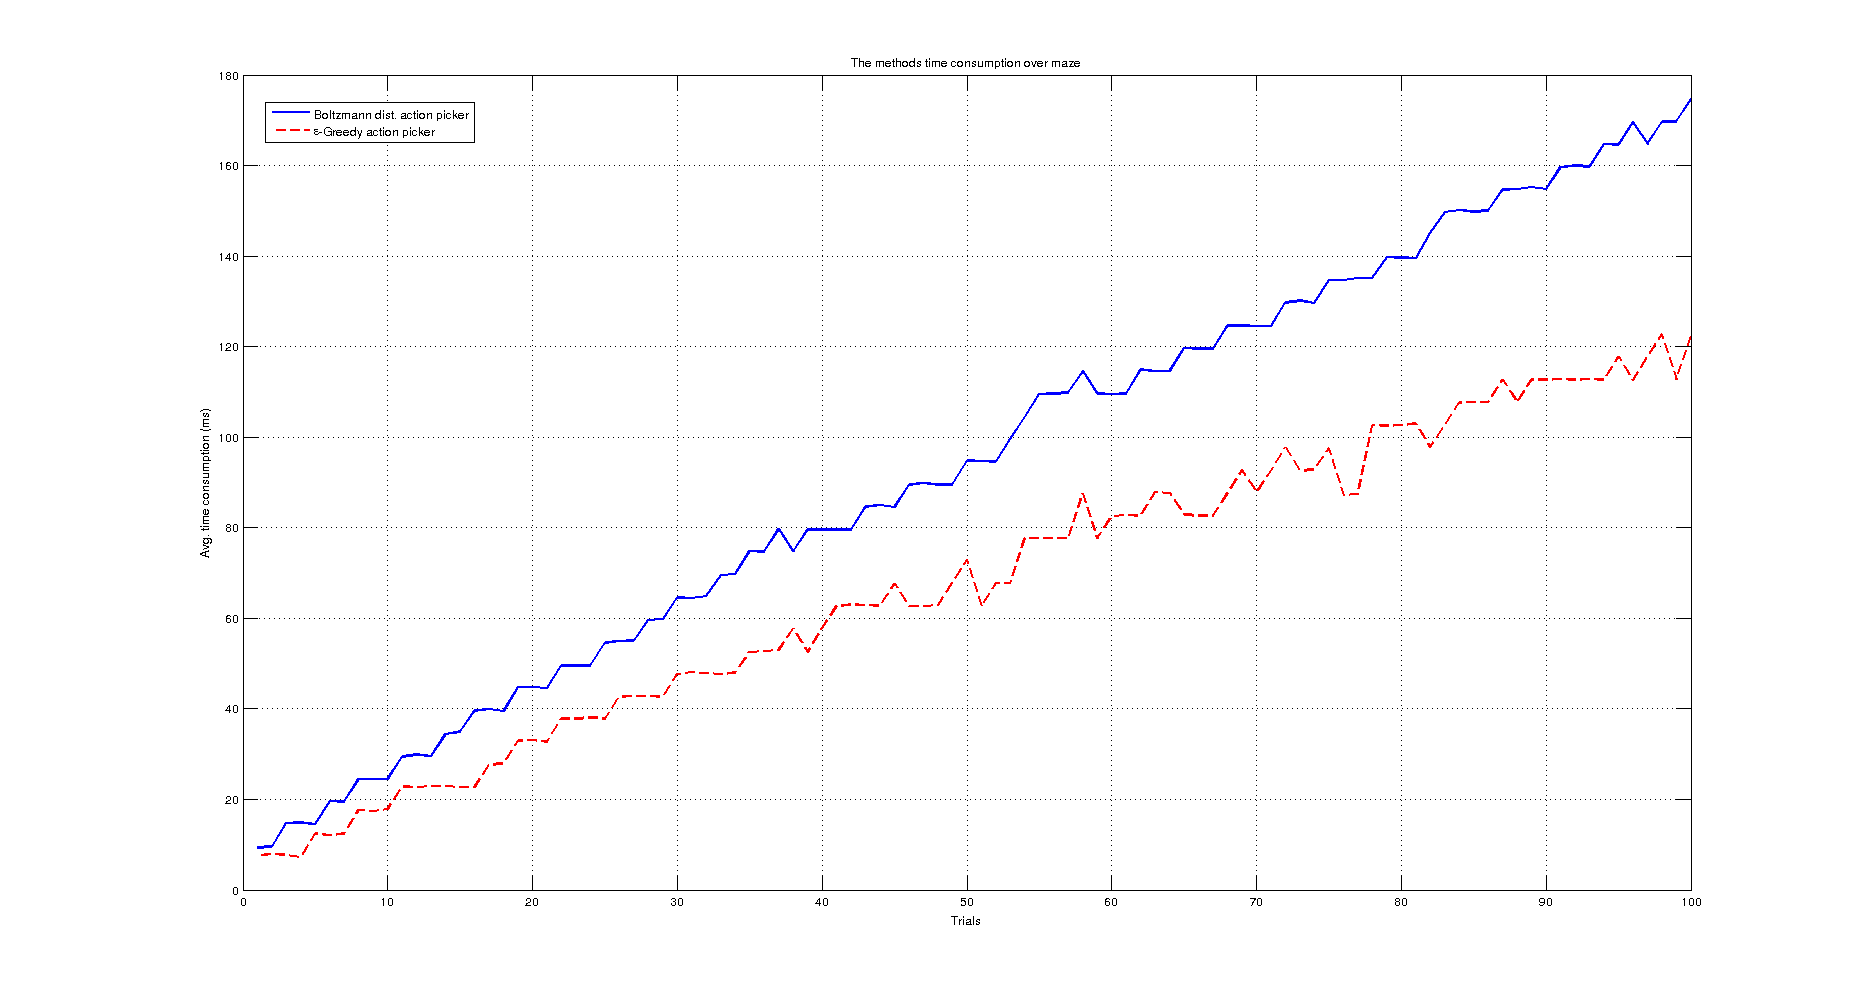 The methods time consumption over maze
180
160
140
120
100
80
60
40
20
0
Avg. time consumption (ms)
Boltzmann dist. action picker
ε-Greedy action picker
0 10 20 30 40 50 60 70 80 90 100
Trials